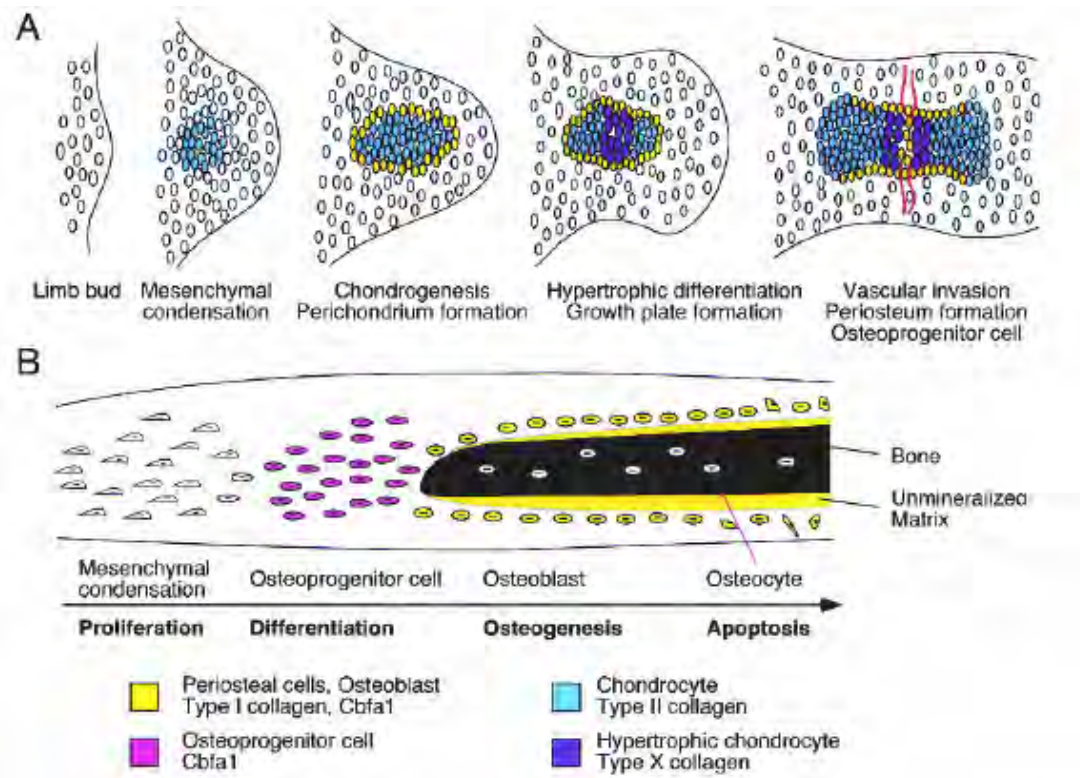 A
Limb bud
Mesenchymal
condensation
Chondrogenesis
Perichondrium formation
Hypertrophic differentiation
Growth plate formation
Vascular invasion
Periosteum formation
Osteoprogenitor cell
B
Bone
Unmineralized
Matrix
Mesenchymal
condensation
Osteoprogenitor cell
Osteoblast
Osteocyte
Proliferation
Differentiation
Osteogenesis
Apoptosis
Periosteal cells, Osteoblast
Type I collagen, Cbfa1
Chondrocyte
Type II collagen
Osteoprogenitor cell
Cbfa1
Hypertrophic chondrocyte
Type X collagen